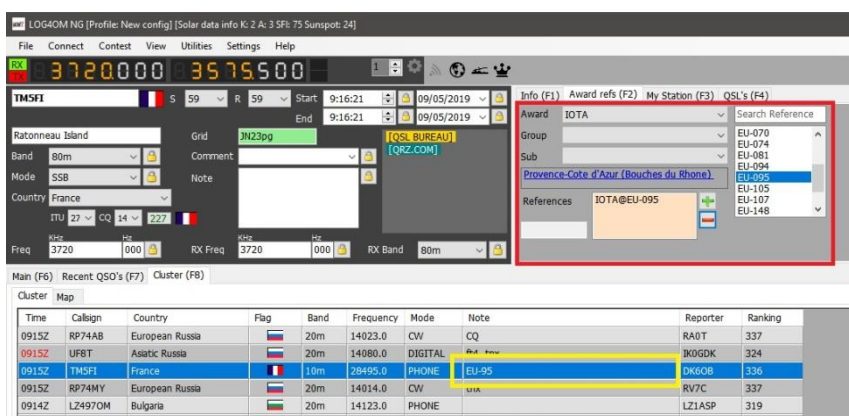 LOG4OM NG [Profile: New config] [Solar data info K: 2 A: 3 SFI: 75 Sunspot: 24]
File Connect Contest View Utilities Settings Help
RX 3720000 3575500 1
TX
TM5FI S 59 R 59 Start 9:16:21 09/05/2019
End 9:16:21 09/05/2019
Ratonneau Island Grid JN23pg [QSL BUREAU]
Band 80m Comment [QRZ.COM]
Mode SSB Note
Country France
ITU 27 CQ 14 227
KHz Hz KHz Hz
Freq 3720 000 RX Freq 3720 000 RX Band 80m
Info (F1) Award refs (F2) My Station (F3) QSL's (F4)
Award IOTA Search Reference
Group
Sub
Provence-Cote d'Azur (Bouches du Rhone)
References IOTA@EU-095
EU-070
EU-074
EU-081
EU-094
EU-095
EU-105
EU-107
EU-148
Main (F6) Recent QSO's (F7) Cluster (F8)
Cluster Map
Time Callsign Country Flag Band Frequency Mode Note Reporter Ranking
0915Z RP74AB European Russia 20m 14023.0 CW CQ RA0T 337
0915Z UF8T Asiatic Russia 20m 14080.0 DIGITAL ft4 tnx IK0GDK 324
0915Z TM5FI France 10m 28495.0 PHONE EU-95 DK6OB 336
0915Z RP74MY European Russia 20m 14014.0 CW tnx RV7C 337
0914Z LZ497OM Bulgaria 20m 14123.0 PHONE LZ1ASP 319